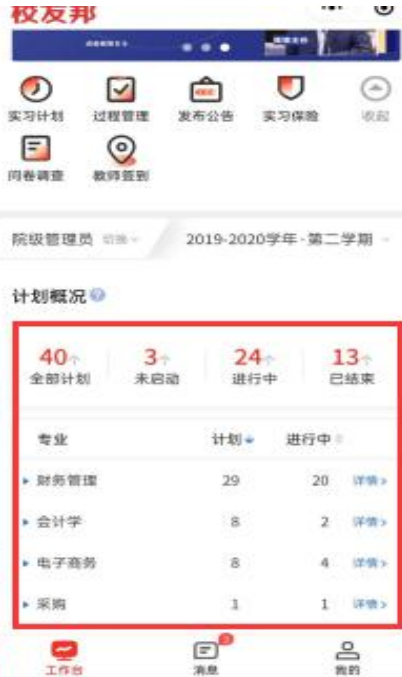 校友邦
实习计划 过程管理 发布公告 实习保险 收起
问卷调查 教师签到
院级管理员 切换 2019-2020学年-第二学期
计划概况
40个 3个 24个 13个
全部计划 未启动 进行中 已结束
专业 计划 进行中
财务管理 29 20 详情>
会计学 8 2 详情>
电子商务 8 4 详情>
采购 1 1 详情>
工作台 消息 我的